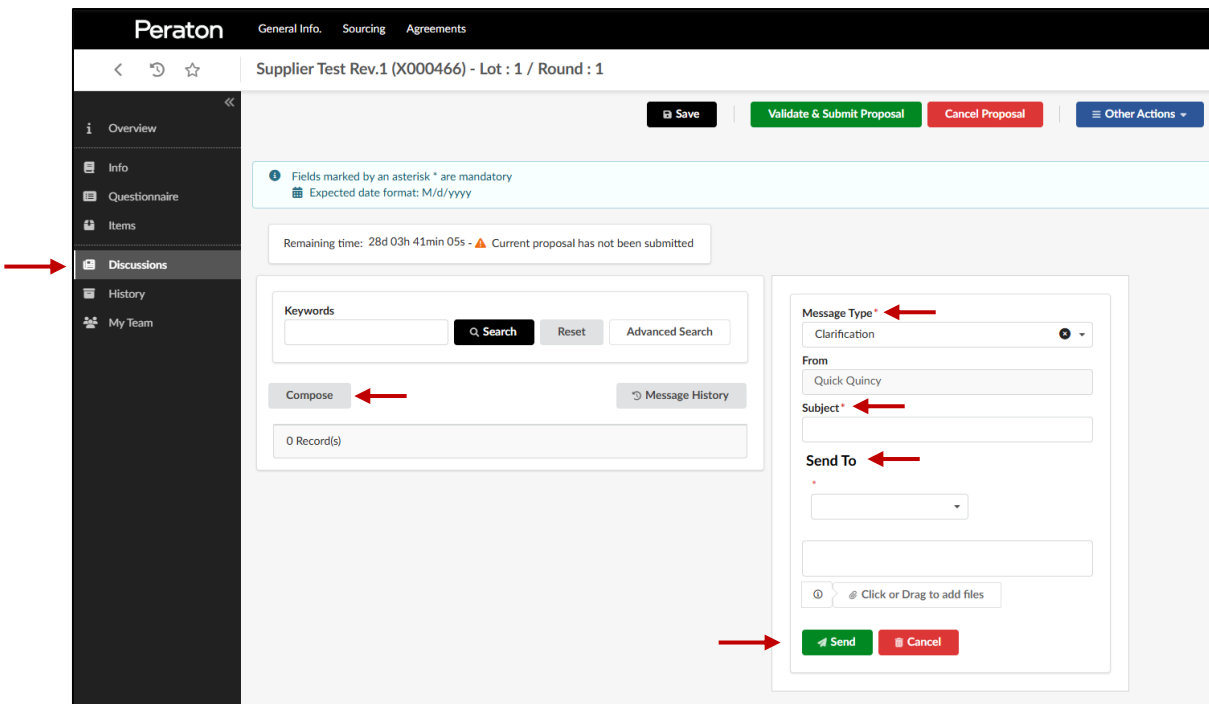 Peraton
General Info. Sourcing Agreements
Supplier Test Rev.1 (X000466) - Lot : 1 / Round : 1
Overview
Info
Questionnaire
Items
Discussions
History
My Team
Save
Validate & Submit Proposal
Cancel Proposal
Other Actions
Fields marked by an asterisk * are mandatory
Expected date format: M/d/yyyy
Remaining time: 28d 03h 41min 05s - Current proposal has not been submitted
Keywords
Search
Reset
Advanced Search
Compose
Message History
0 Record(s)
Message Type*
Clarification
From
Quick Quincy
Subject*
Send To
*
Click or Drag to add files
Send
Cancel